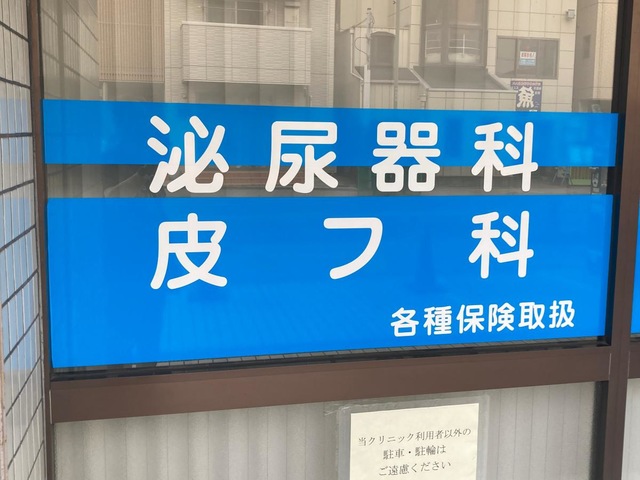 泌尿器科
皮フ科
各種保険取扱
当クリニック利用者以外の
駐車・駐輪は
ご遠慮ください